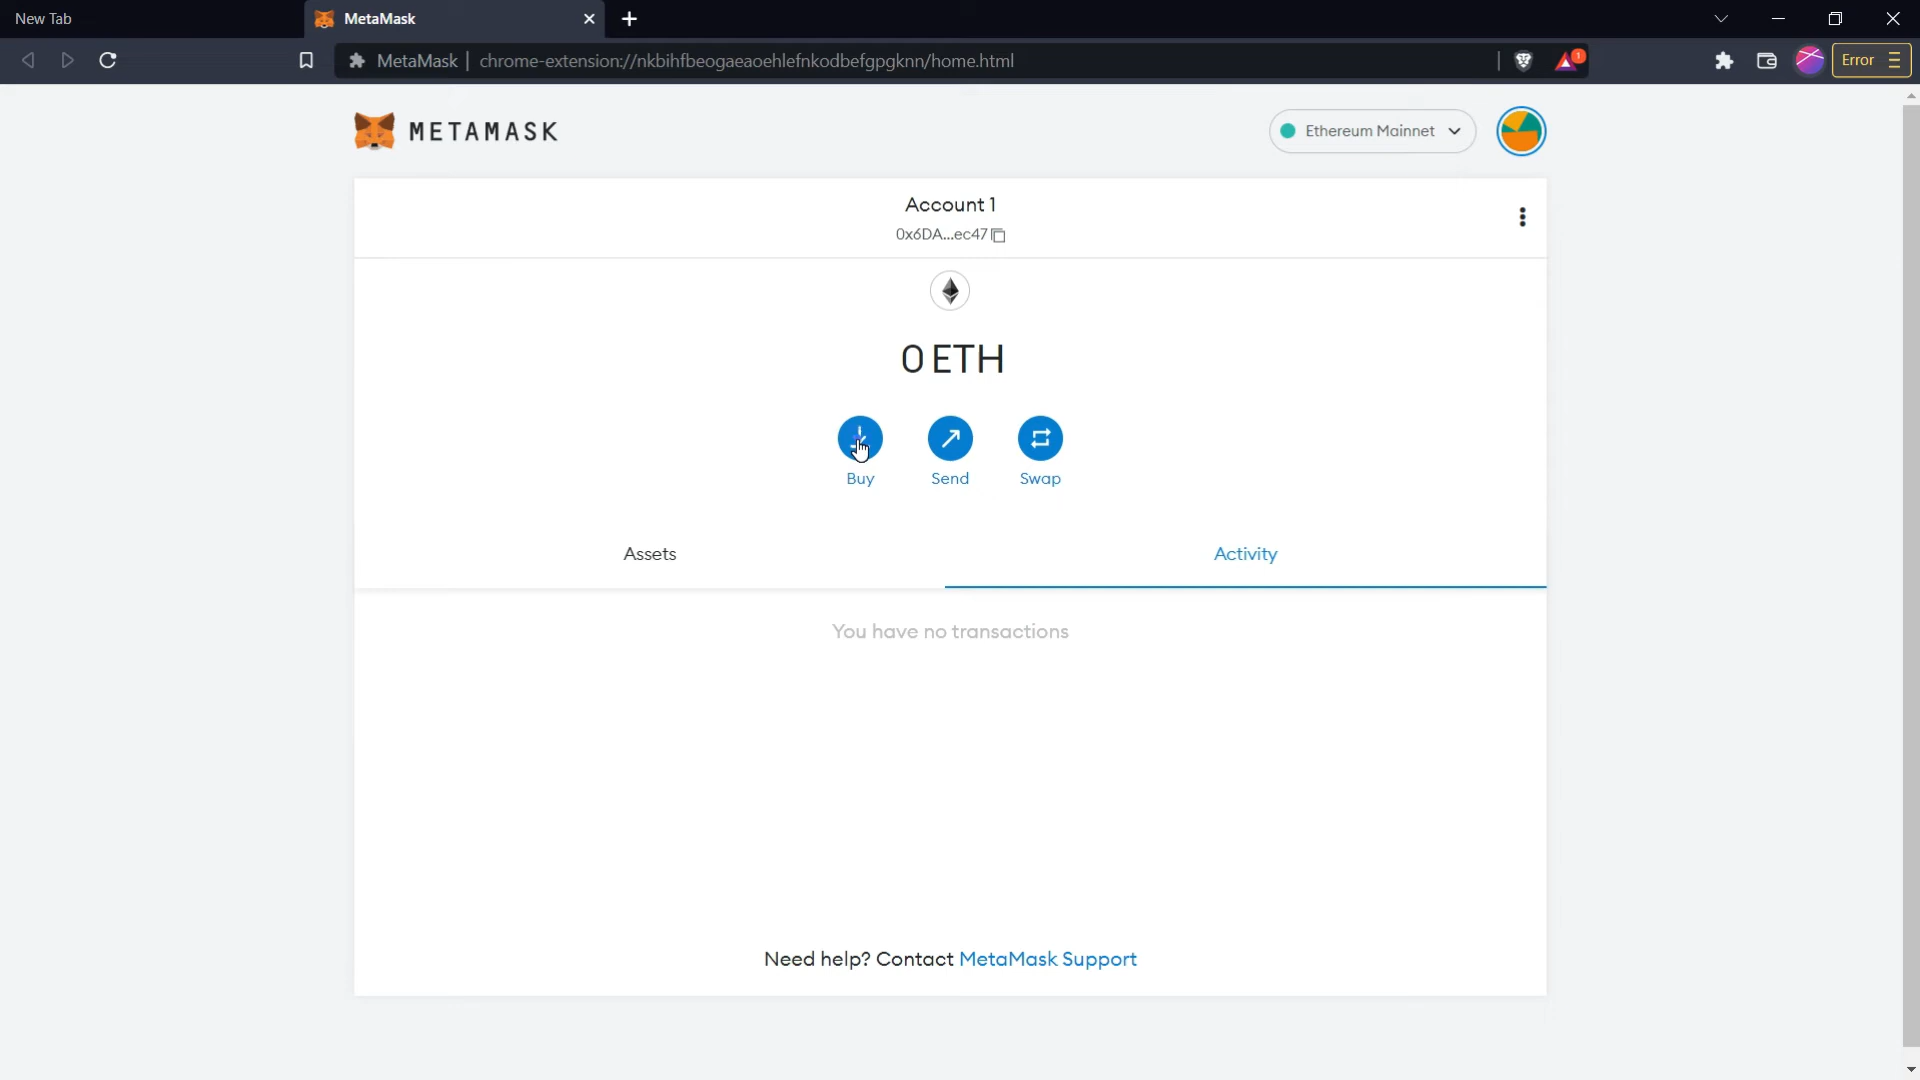 New Tab
MetaMask
MetaMask
chrome-extension://nkbihfbeogaeaoehlefnkodbefgpgknn/home.html
1
Error
METAMASK
Ethereum Mainnet
Account 1
0x6DA...ec47
0 ETH
Buy
Send
Swap
Assets
Activity
You have no transactions
Need help? Contact MetaMask Support